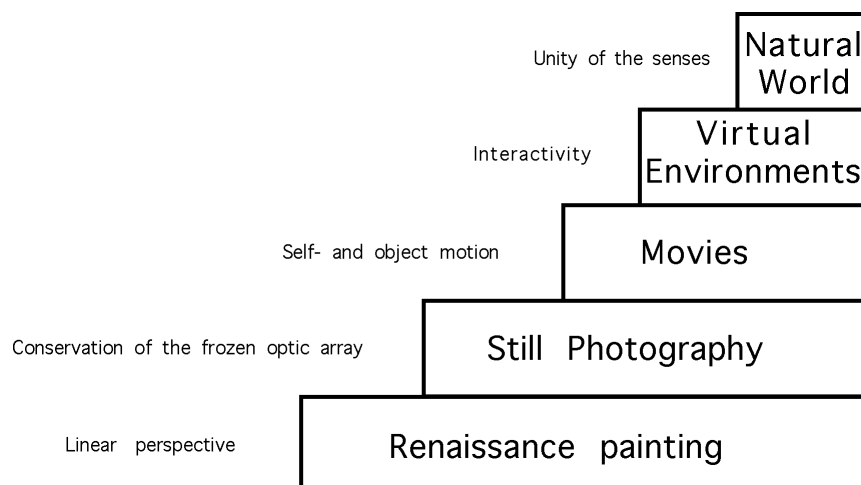 Unity of the senses
Natural
World
Interactivity
Virtual
Environments
Self- and object motion
Movies
Conservation of the frozen optic array
Still Photography
Linear perspective
Renaissance painting